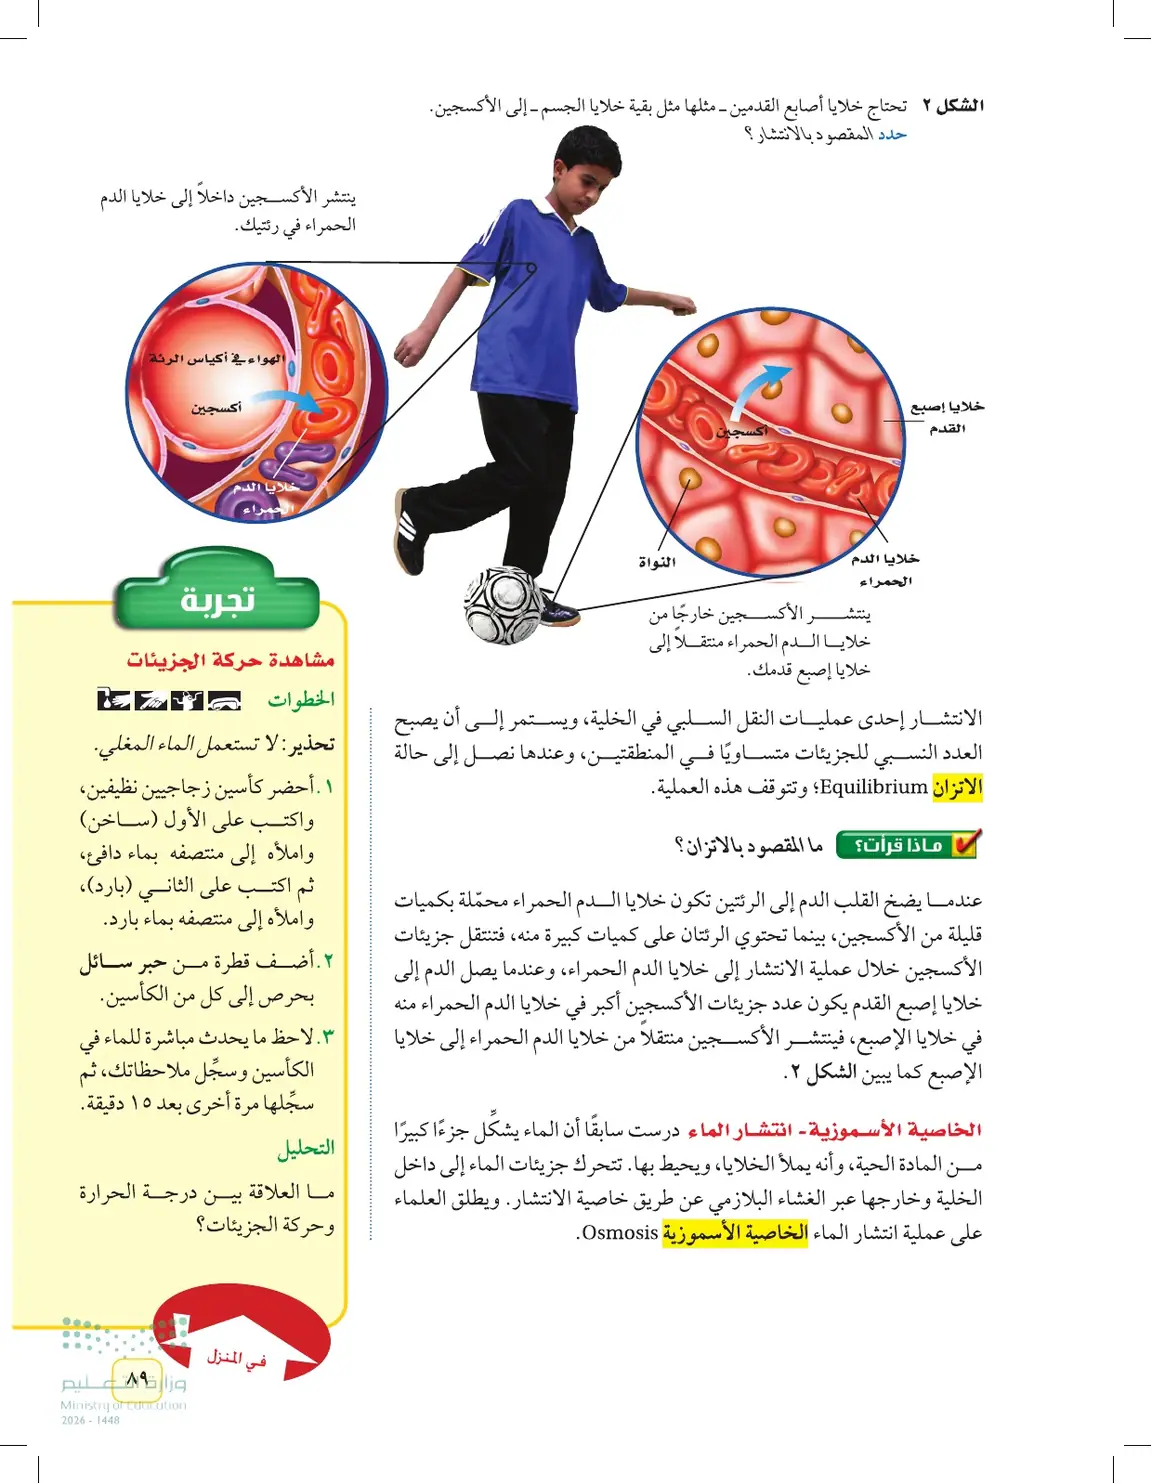 الشكل ٢ تحتاج خلايا أصابع القدمين ـ مثلها مثل بقية خلايا الجسم ـ إلى الأكسجين.
حدد المقصود بالانتشار؟
ينتشر الأكسجين داخلاً إلى خلايا الدم
الحمراء في رئتيك.
الهواء في أكياس الرئة
أكسجين
خلايا الدم
الحمراء
أكسجين
خلايا إصبع
القدم
النواة
خلايا الدم
الحمراء
ينتشر الأكسجين خارجًا من
خلايا الدم الحمراء منتقلاً إلى
خلايا إصبع قدمك.
الانتشار إحدى عمليات النقل السلبي في الخلية، ويستمر إلى أن يصبح
العدد النسبي للجزيئات متساويًا في المنطقتين، وعندها نصل إلى حالة
الاتزان Equilibrium؛ وتتوقف هذه العملية.
ماذا قرأت؟ ما المقصود بالاتزان؟
عندما يضخ القلب الدم إلى الرئتين تكون خلايا الدم الحمراء محمّلة بكميات
قليلة من الأكسجين، بينما تحتوي الرئتان على كميات كبيرة منه، فتنتقل جزيئات
الأكسجين خلال عملية الانتشار إلى خلايا الدم الحمراء، وعندما يصل الدم إلى
خلايا إصبع القدم يكون عدد جزيئات الأكسجين أكبر في خلايا الدم الحمراء منه
في خلايا الإصبع، فينتشر الأكسجين منتقلاً من خلايا الدم الحمراء إلى خلايا
الإصبع كما يبين الشكل ٢.
الخاصية الأسموزية - انتشار الماء درست سابقًا أن الماء يشكِّل جزءًا كبيرًا
من المادة الحية، وأنه يملأ الخلايا، ويحيط بها. تتحرك جزيئات الماء إلى داخل
الخلية وخارجها عبر الغشاء البلازمي عن طريق خاصية الانتشار. ويطلق العلماء
على عملية انتشار الماء الخاصية الأسموزية Osmosis.
تجربة
مشاهدة حركة الجزيئات
الخطوات
تحذير: لا تستعمل الماء المغلي.
١. أحضر كأسين زجاجيين نظيفين،
واكتب على الأول (ساخن)
واملأه إلى منتصفه بماء دافئ،
ثم اكتب على الثاني (بارد)،
واملأه إلى منتصفه بماء بارد.
٢. أضف قطرة من حبر سائل
بحرص إلى كل من الكأسين.
٣. لاحظ ما يحدث مباشرة للماء في
الكأسين وسجِّل ملاحظاتك، ثم
سجِّلها مرة أخرى بعد ١٥ دقيقة.
التحليل
ما العلاقة بين درجة الحرارة
وحركة الجزيئات؟
في المنزل
وزارة التعليم
٨٩
Ministry of Education
2026 - 1448